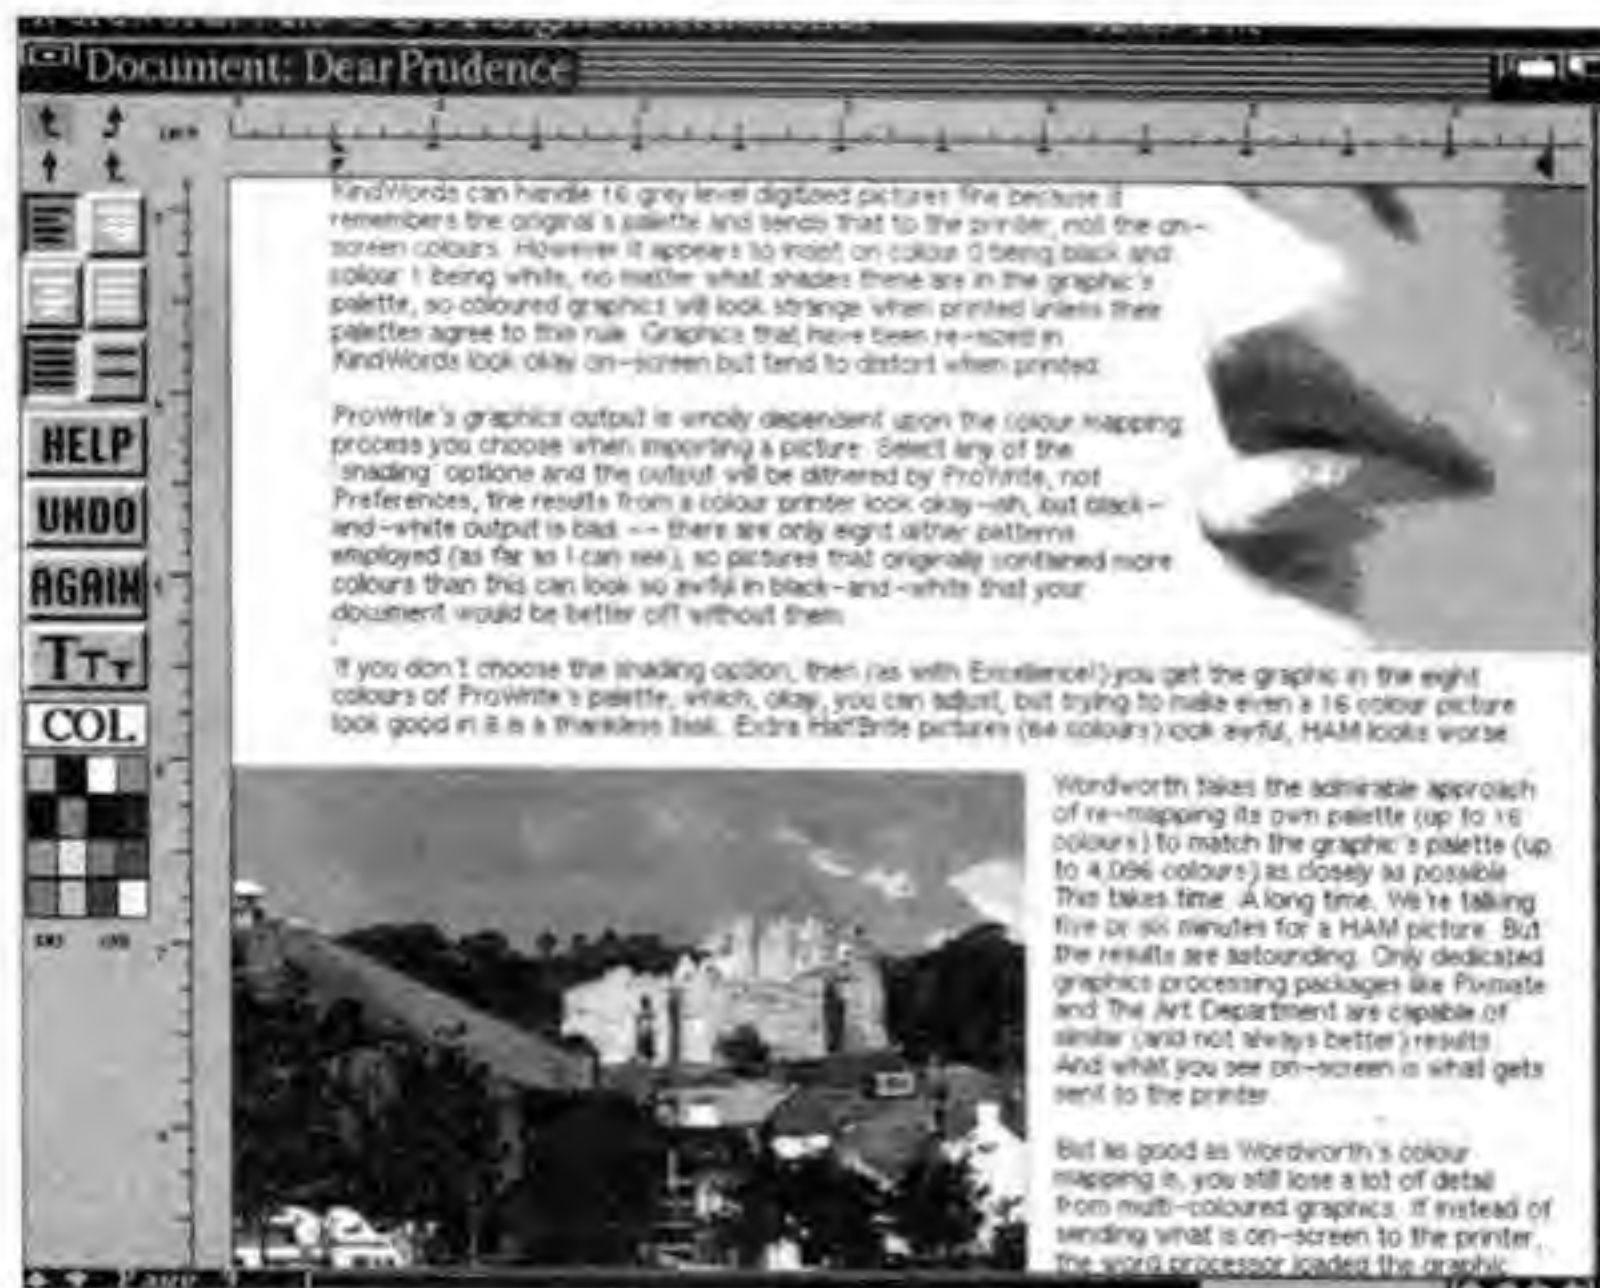 Document: Dear Prudence
HELP
UNDO
AGAIN
TTT
COL
KindWords can handle 16 grey level digitized pictures fine because it
remembers the original's palette and sends that to the printer, not the on-
screen colours. However it appears to insist on colour 0 being black and
colour 1 being white, no matter what shades there are in the graphic's
palette, so coloured graphics will look strange when printed unless their
palettes agree to this rule. Graphics that have been re-sized in
KindWords look okay on-screen but tend to distort when printed.
ProWrite's graphics output is wholly dependent upon the colour mapping
process you choose when importing a picture. Select any of the
'shading' options and the output will be dithered by ProWrite, not
Preferences, the results from a colour printer look okay-ish, but black-
and-white output is bad -- there are only eight dither patterns
employed (as far as I can see), so pictures that originally contained more
colours than this can look so awful in black-and-white that your
document would be better off without them.
If you don't choose the shading option, then (as with Excellence!) you get the graphic in the eight
colours of ProWrite's palette, which, okay, you can adjust, but trying to make even a 16 colour picture
look good in 8 is a thankless task. Extra HalfBrite pictures (64 colours) look awful, HAM looks worse.
Wordworth takes the admirable approach
of re-mapping its own palette (up to 16
colours) to match the graphic's palette (up
to 4,096 colours) as closely as possible.
This takes time. A long time. We're talking
five or six minutes for a HAM picture. But
the results are astounding. Only dedicated
graphics processing packages like Pixmate
and The Art Department are capable of
similar (and not always better) results.
And what you see on-screen is what gets
sent to the printer.
But as good as Wordworth's colour
mapping is, you still lose a lot of detail
from multi-coloured graphics. If instead of
sending what is on-screen to the printer,
the word processor loaded the graphic
Page